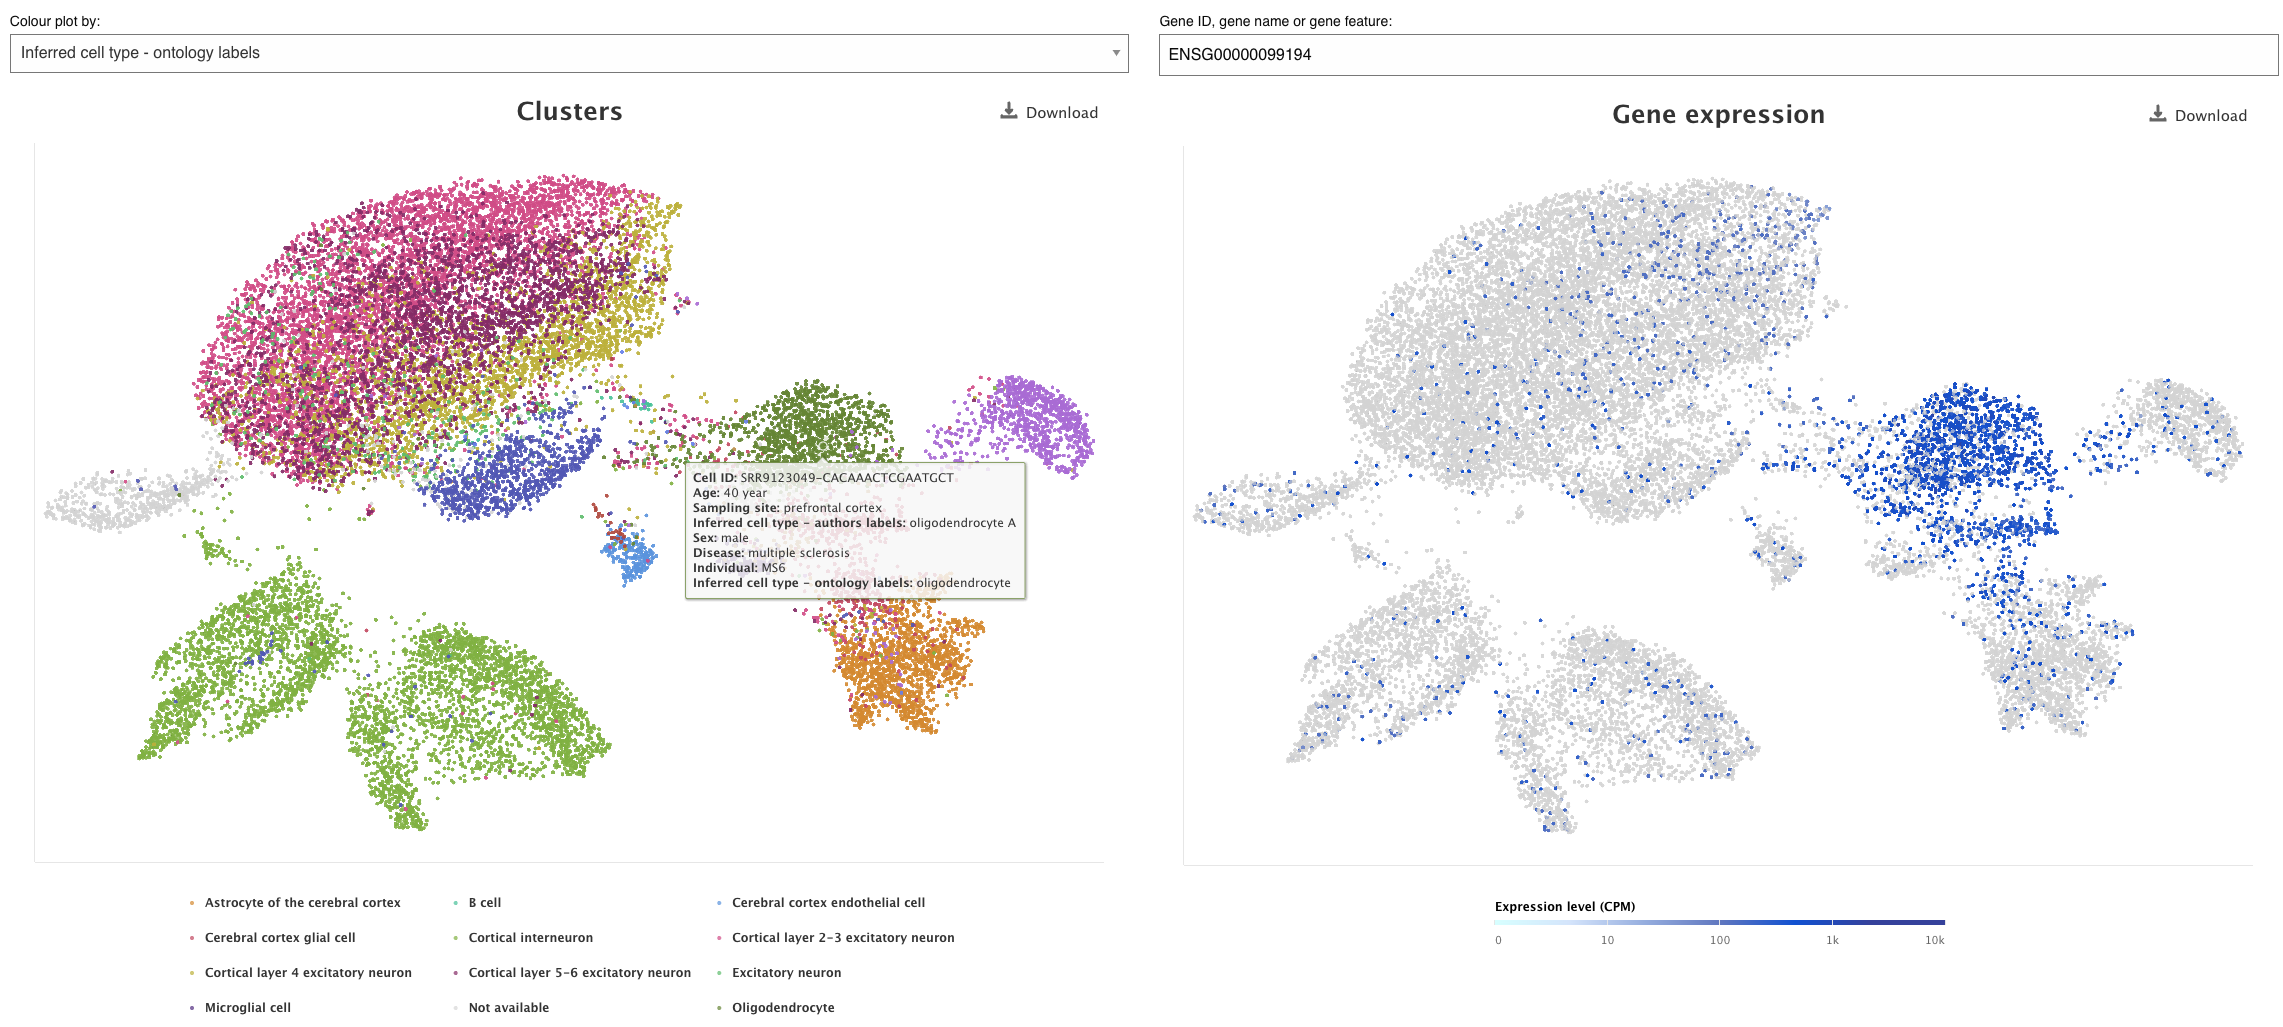 Colour plot by:
Inferred cell type - ontology labels
Gene ID, gene name or gene feature:
ENSG00000099194
Clusters
Download
Gene expression
Download
Cell ID: SRR9123049-CACAAACTCGAATGCT
Age: 40 year
Sampling site: prefrontal cortex
Inferred cell type - authors labels: oligodendrocyte A
Sex: male
Disease: multiple sclerosis
Individual: MS6
Inferred cell type - ontology labels: oligodendrocyte
Astrocyte of the cerebral cortex
B cell
Cerebral cortex endothelial cell
Cerebral cortex glial cell
Cortical interneuron
Cortical layer 2-3 excitatory neuron
Cortical layer 4 excitatory neuron
Cortical layer 5-6 excitatory neuron
Excitatory neuron
Microglial cell
Not available
Oligodendrocyte
Expression level (CPM)
0 10 100 1k 10k